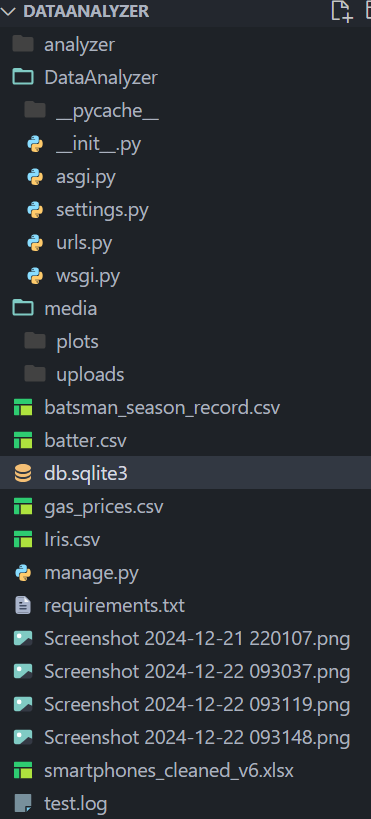 DATAANALYZER
analyzer
DataAnalyzer
__pycache__
__init__.py
asgi.py
settings.py
urls.py
wsgi.py
media
plots
uploads
batsman_season_record.csv
batter.csv
db.sqlite3
gas_prices.csv
Iris.csv
manage.py
requirements.txt
Screenshot 2024-12-21 220107.png
Screenshot 2024-12-22 093037.png
Screenshot 2024-12-22 093119.png
Screenshot 2024-12-22 093148.png
smartphones_cleaned_v6.xlsx
test.log